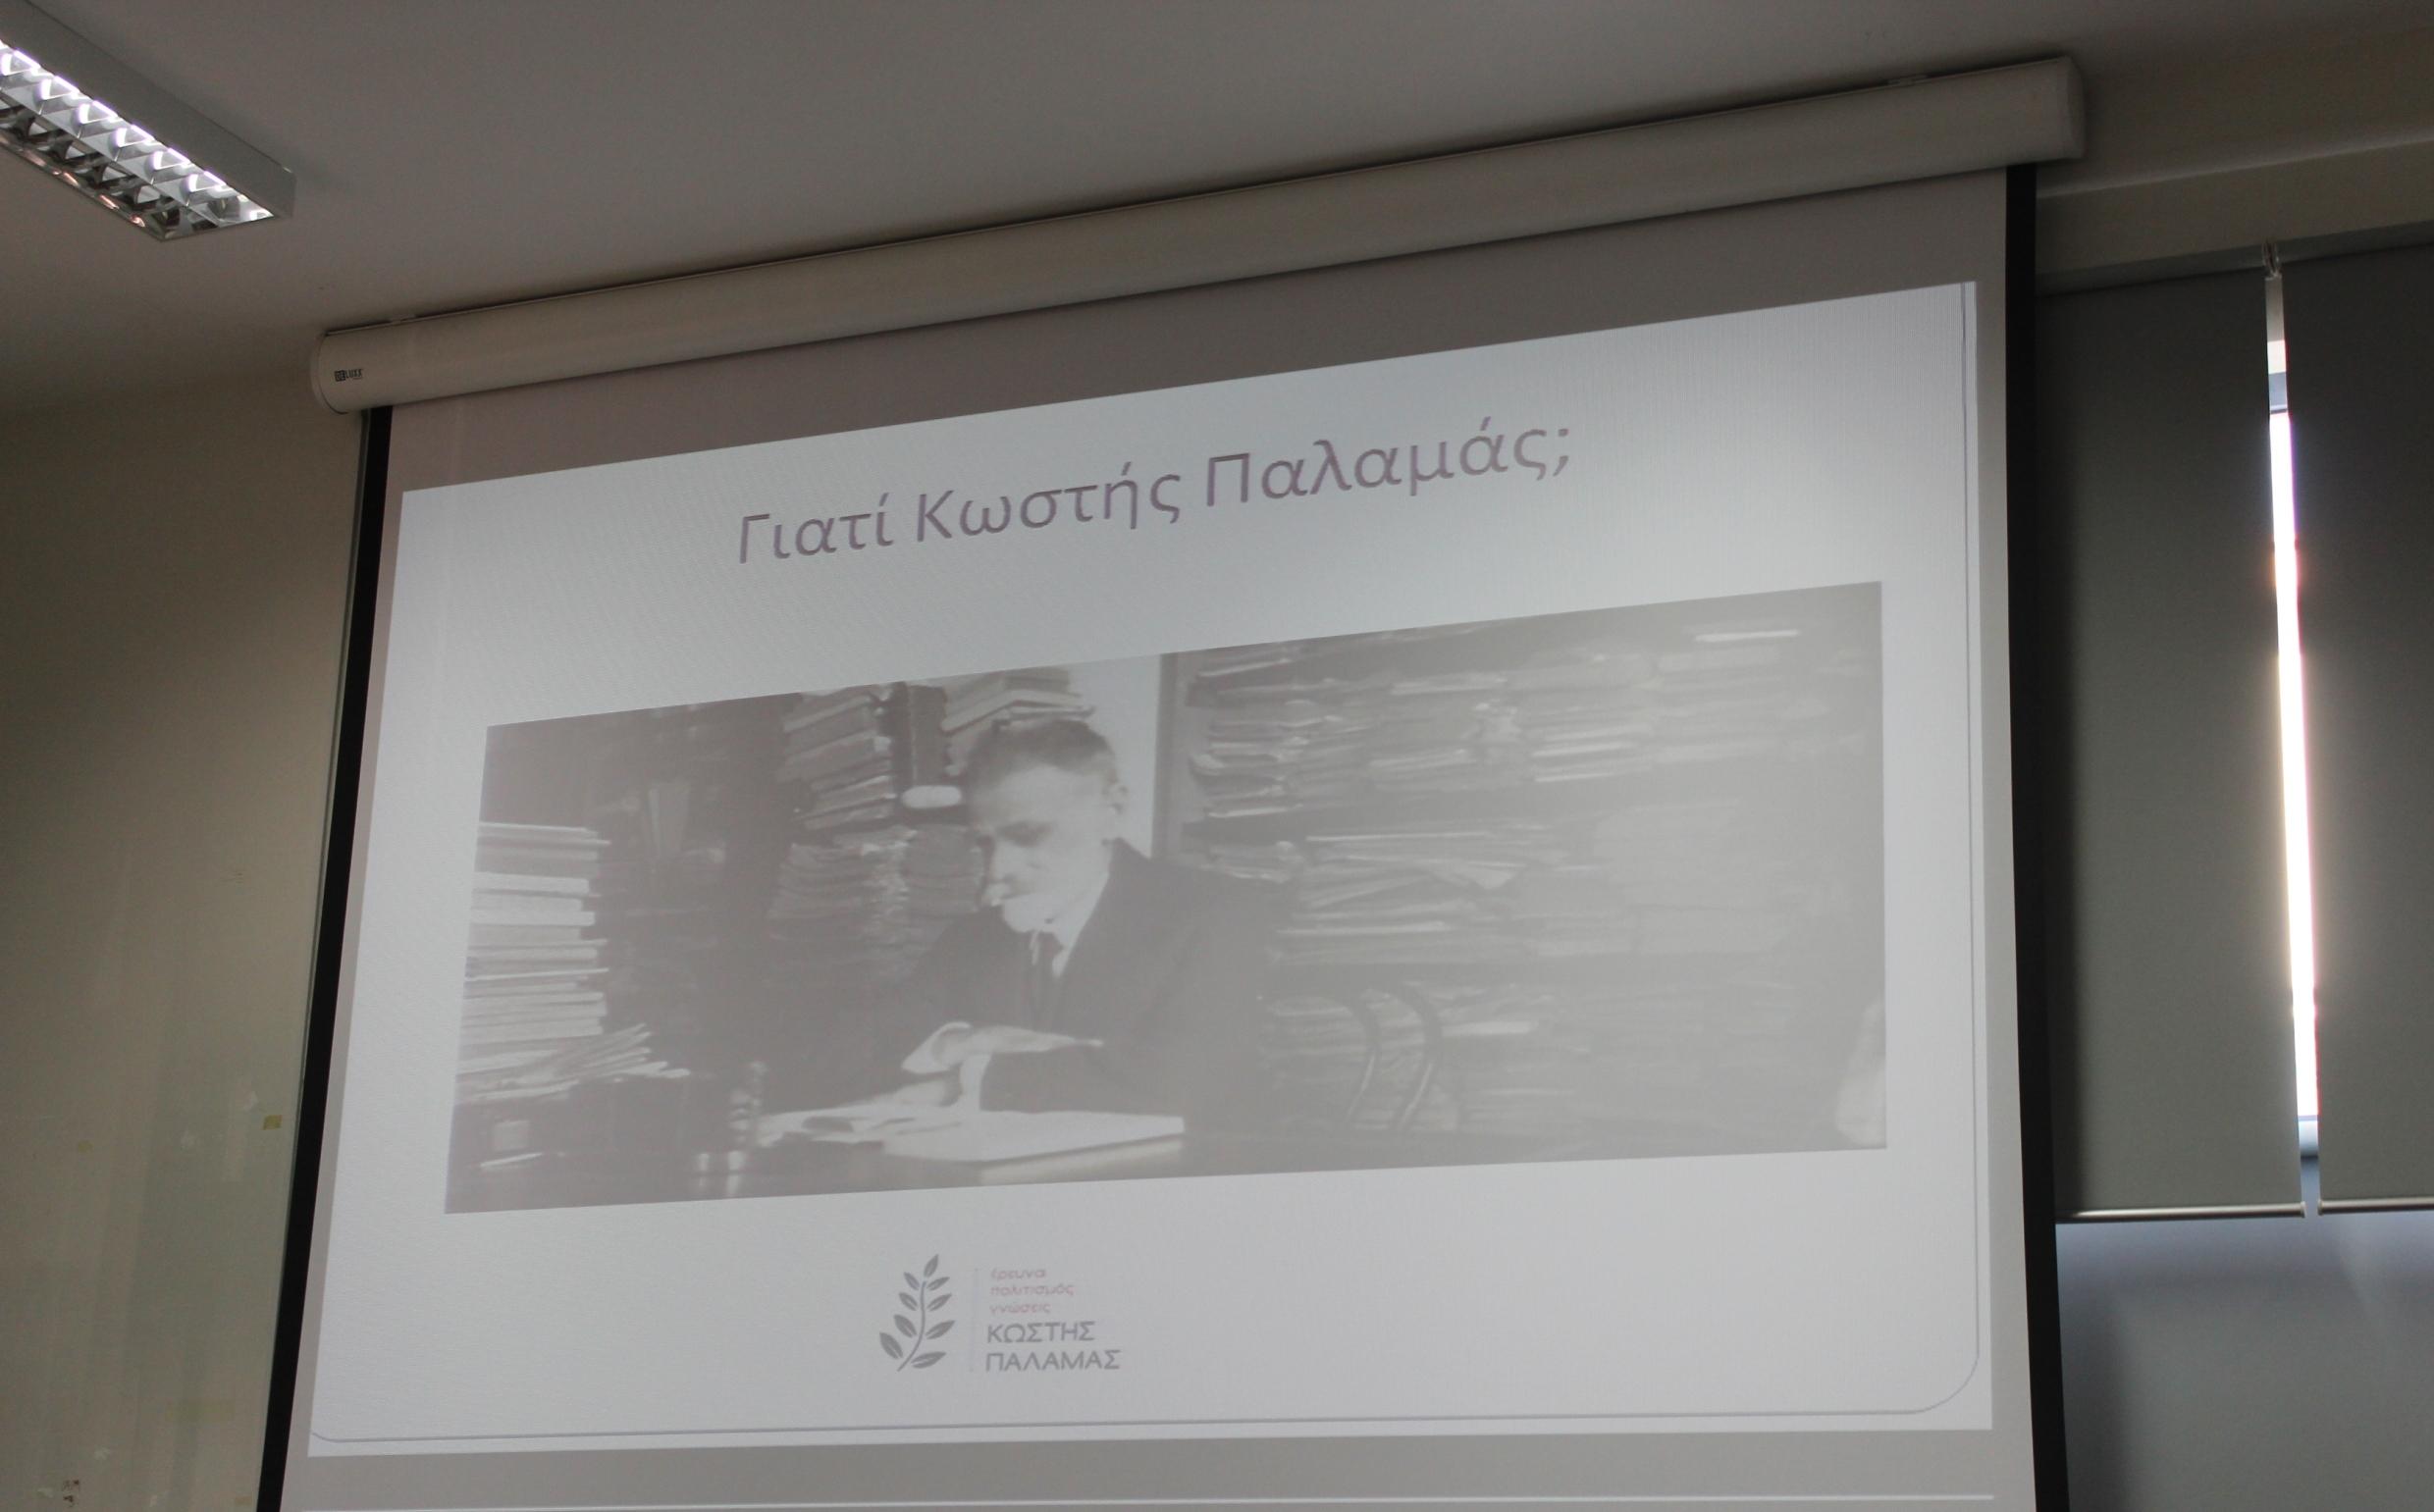 Γιατί Κωστής Παλαμάς;
έρευνα
πολιτισμός
γνώσεις
ΚΩΣΤΗΣ
ΠΑΛΑΜΑΣ